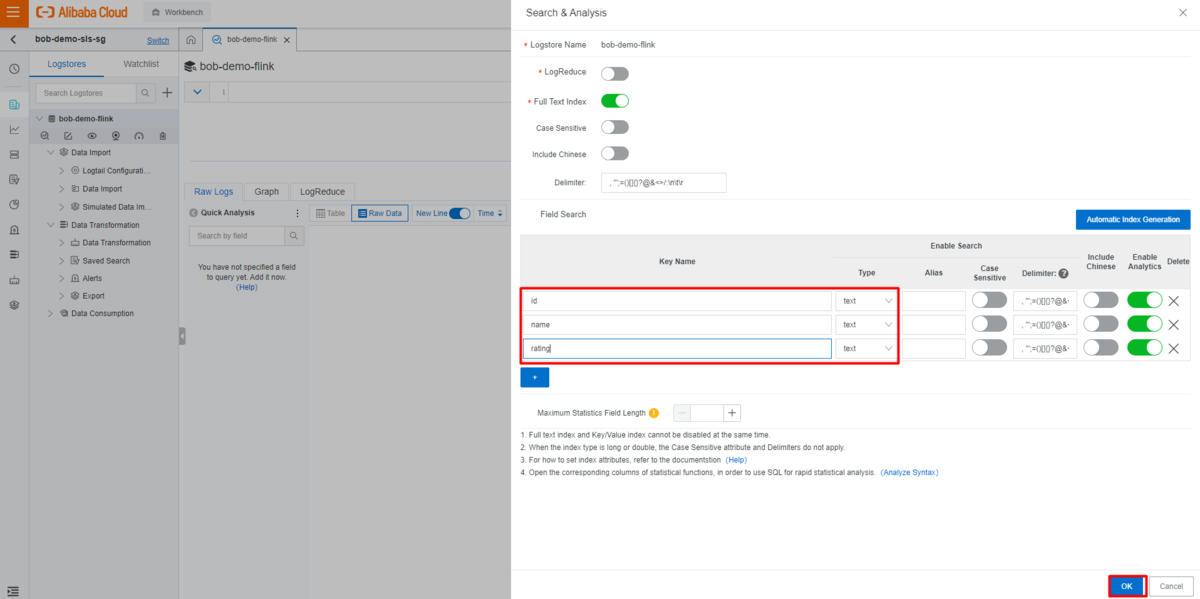 Alibaba Cloud
Workbench
bob-demo-sls-sg
Switch
bob-demo-flink
Logstores
Watchlist
bob-demo-flink
Search Logstores
1
bob-demo-flink
Data Import
Logtail Configurati...
Data Import
Simulated Data Im...
Data Transformation
Data Transformation
Saved Search
Alerts
Export
Data Consumption
Raw Logs
Graph
LogReduce
Quick Analysis
Table
Raw Data
New Line
Time
Search by field
You have not specified a field
to query yet. Add it now.
(Help)
Search & Analysis
* Logstore Name
bob-demo-flink
* LogReduce
* Full Text Index
Case Sensitive
Include Chinese
Delimiter:
, '";=()[]{}?@&<>/:\n\t\r
Field Search
Automatic Index Generation
Key Name
Enable Search
Include
Chinese
Enable
Analytics
Delete
Type
Alias
Case
Sensitive
Delimiter: ?
id
text
, '";=()[]{}?@&<
name
text
, '";=()[]{}?@&<
rating
text
, '";=()[]{}?@&<
+
Maximum Statistics Field Length !
— +
1. Full text index and Key/Value index cannot be disabled at the same time.
2. When the index type is long or double, the Case Sensitive attribute and Delimiters do not apply.
3. For how to set index attributes, refer to the documentstion (Help)
4. Open the corresponding columns of statistical functions, in order to use SQL for rapid statistical analysis. (Analyze Syntax)
OK
Cancel